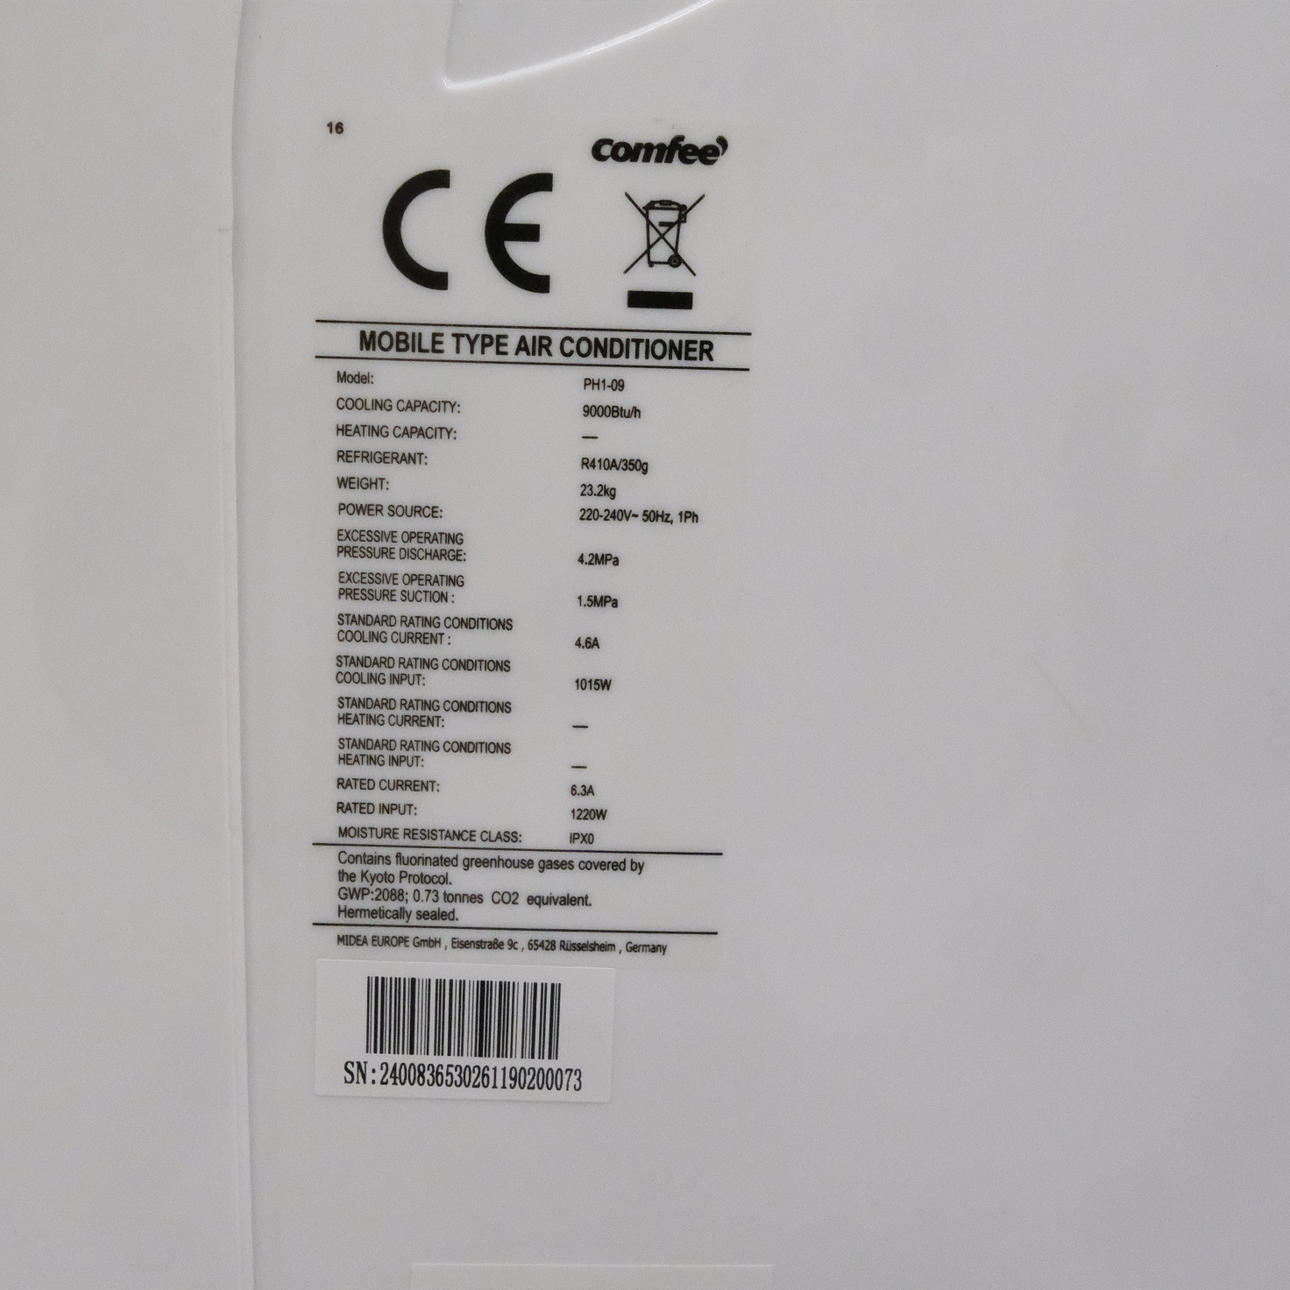 16
comfee'
CE
MOBILE TYPE AIR CONDITIONER
Model: PH1-09
COOLING CAPACITY: 9000Btu/h
HEATING CAPACITY: —
REFRIGERANT: R410A/350g
WEIGHT: 23.2kg
POWER SOURCE: 220-240V~ 50Hz, 1Ph
EXCESSIVE OPERATING
PRESSURE DISCHARGE: 4.2MPa
EXCESSIVE OPERATING
PRESSURE SUCTION : 1.5MPa
STANDARD RATING CONDITIONS
COOLING CURRENT : 4.6A
STANDARD RATING CONDITIONS
COOLING INPUT: 1015W
STANDARD RATING CONDITIONS
HEATING CURRENT: —
STANDARD RATING CONDITIONS
HEATING INPUT: —
RATED CURRENT: 6.3A
RATED INPUT: 1220W
MOISTURE RESISTANCE CLASS: IPX0
Contains fluorinated greenhouse gases covered by
the Kyoto Protocol.
GWP:2088; 0.73 tonnes CO2 equivalent.
Hermetically sealed.
MIDEA EUROPE GmbH , Eisenstraße 9c , 65428 Rüsselsheim , Germany
SN:2400836530261190200073